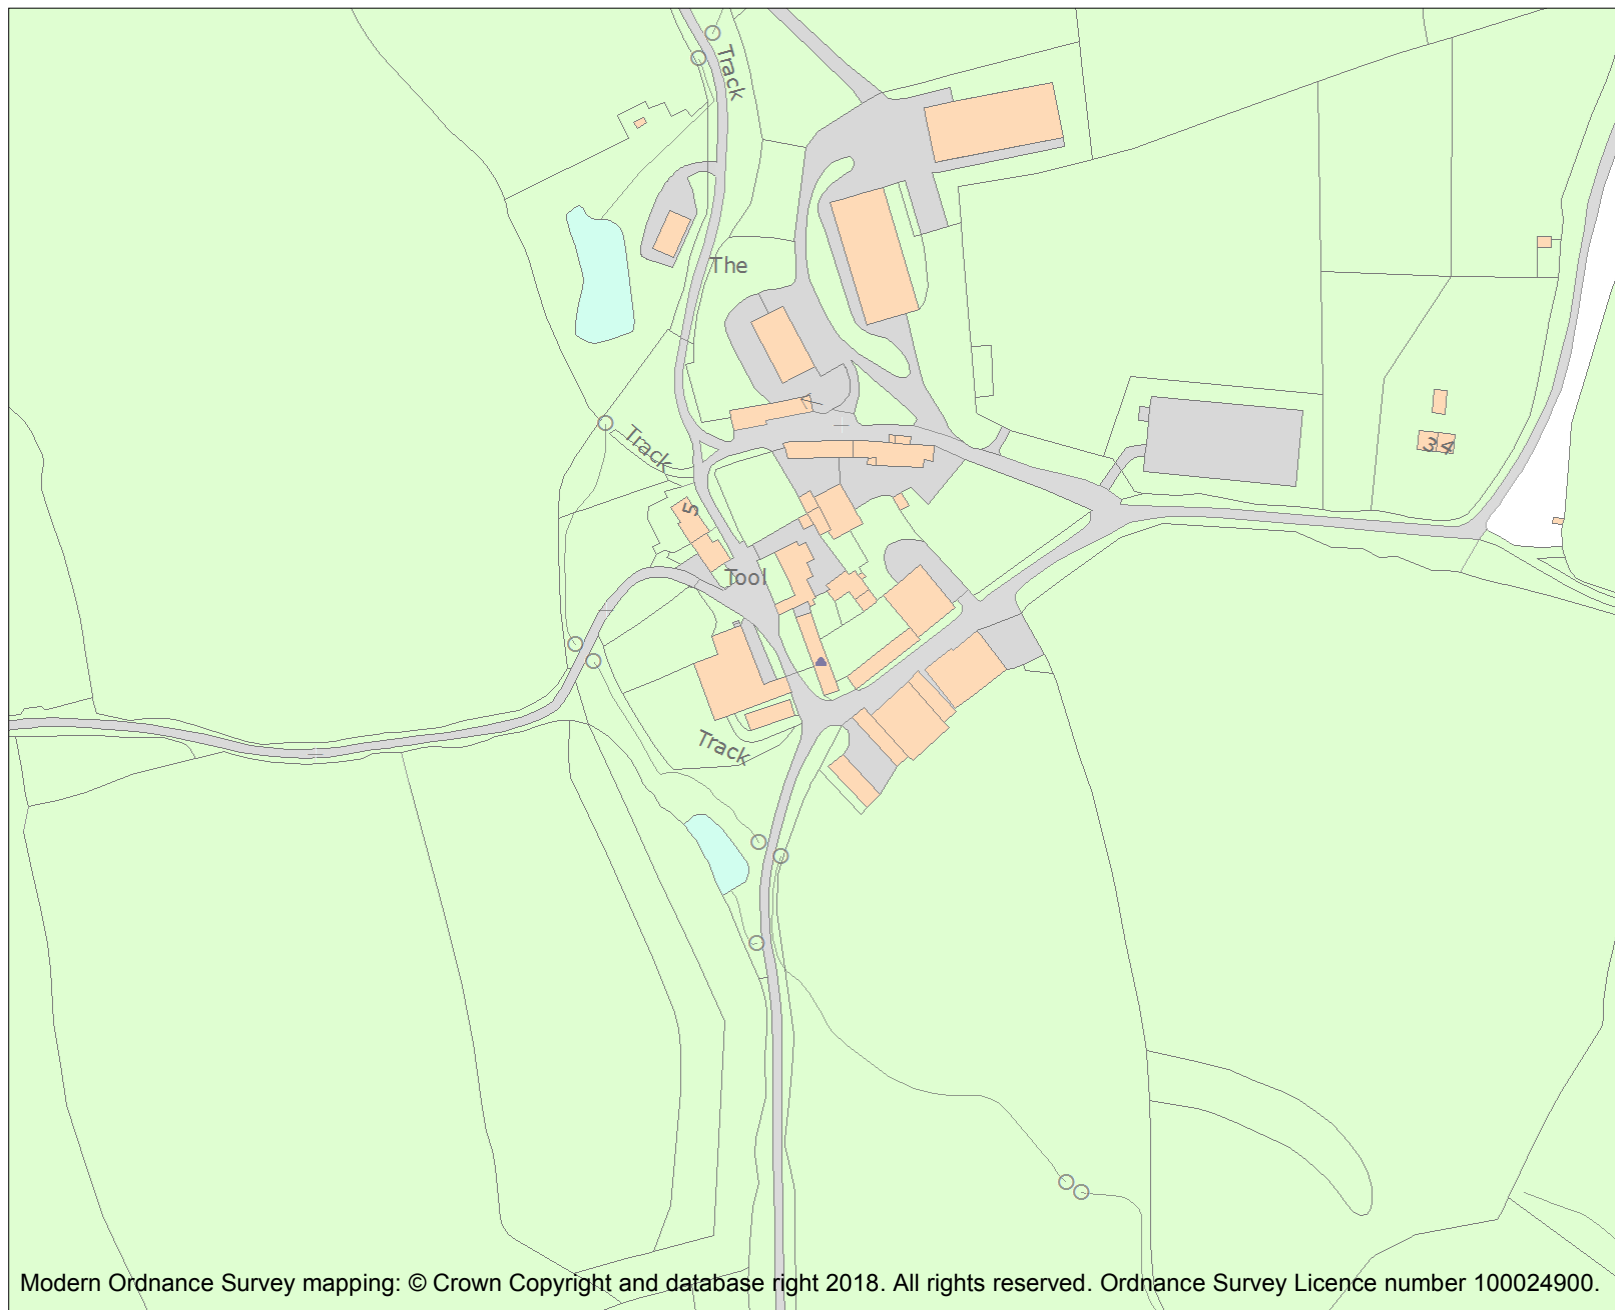 Track
The
Track
3 4
5
Tool
Track
Modern Ordnance Survey mapping: © Crown Copyright and database right 2018. All rights reserved. Ordnance Survey Licence number 100024900.